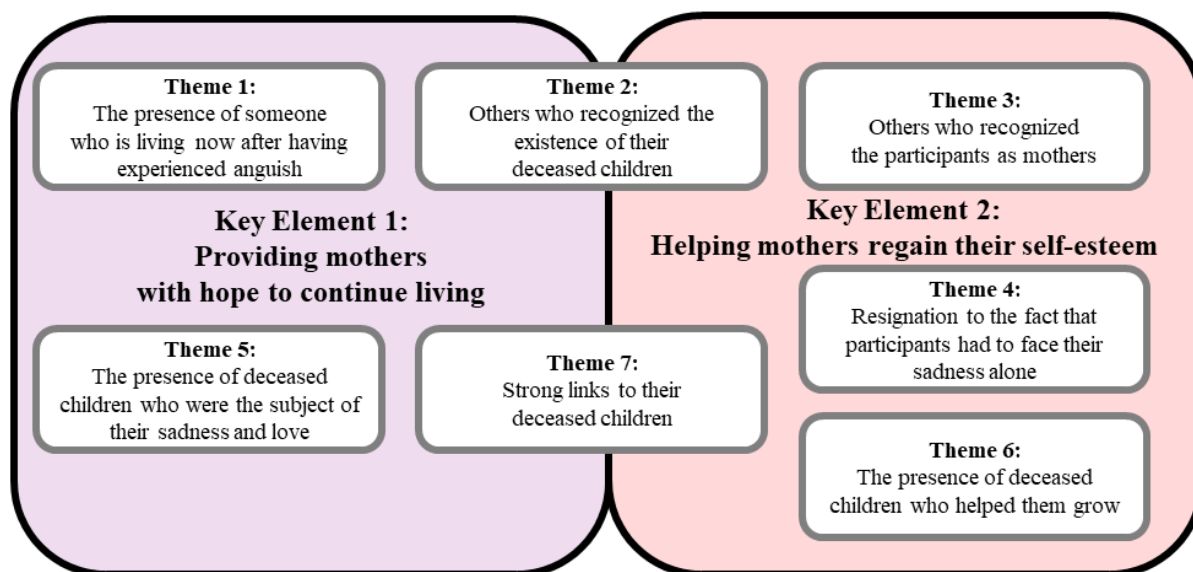 Theme 1:
The presence of someone
who is living now after having
experienced anguish
Theme 2:
Others who recognized the
existence of their
deceased children
Theme 3:
Others who recognized
the participants as mothers
Key Element 1:
Providing mothers
with hope to continue living
Key Element 2:
Helping mothers regain their self-esteem
Theme 4:
Resignation to the fact that
participants had to face their
sadness alone
Theme 5:
The presence of deceased
children who were the subject of
their sadness and love
Theme 7:
Strong links to their
deceased children
Theme 6:
The presence of deceased
children who helped them grow